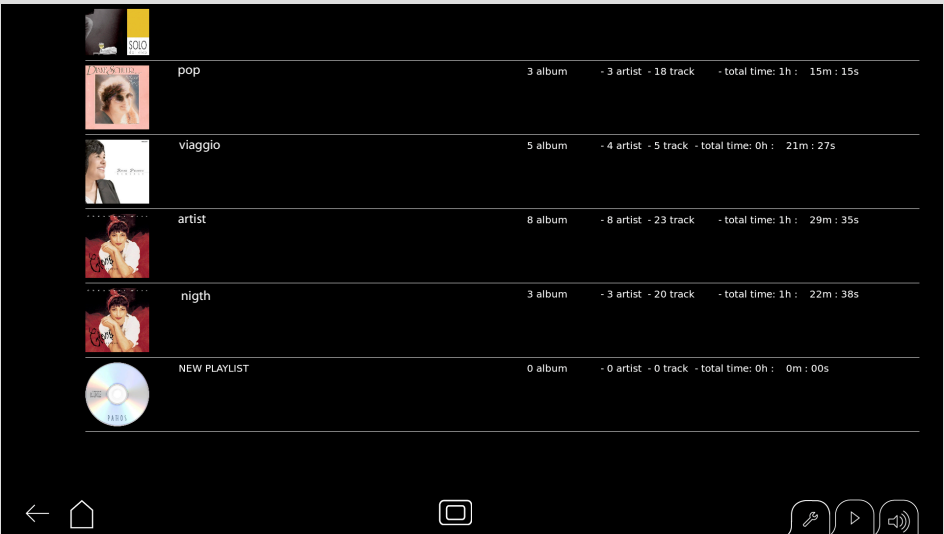 SOLO
pop 3 album - 3 artist - 18 track - total time: 1h : 15m : 15s
viaggio 5 album - 4 artist - 5 track - total time: 0h : 21m : 27s
artist 8 album - 8 artist - 23 track - total time: 1h : 29m : 35s
nigth 3 album - 3 artist - 20 track - total time: 1h : 22m : 38s
NEW PLAYLIST 0 album - 0 artist - 0 track - total time: 0h : 0m : 00s